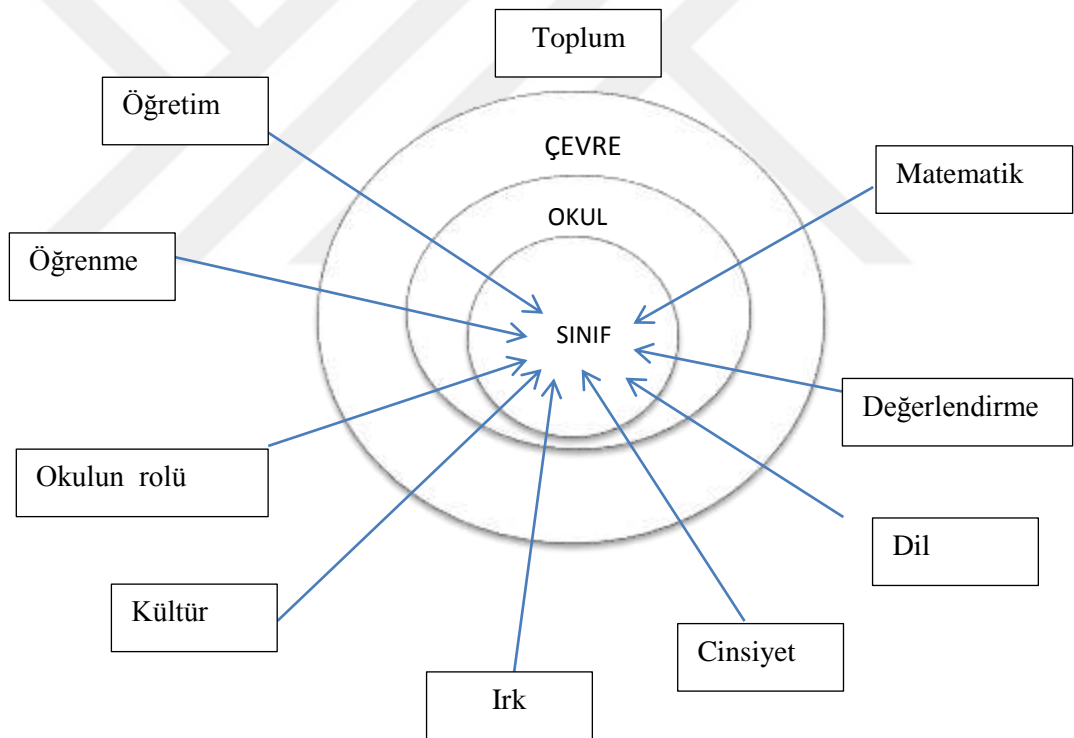 Toplum
Öğretim
ÇEVRE
Matematik
OKUL
Öğrenme
SINIF
Değerlendirme
Okulun rolü
Dil
Kültür
Cinsiyet
Irk